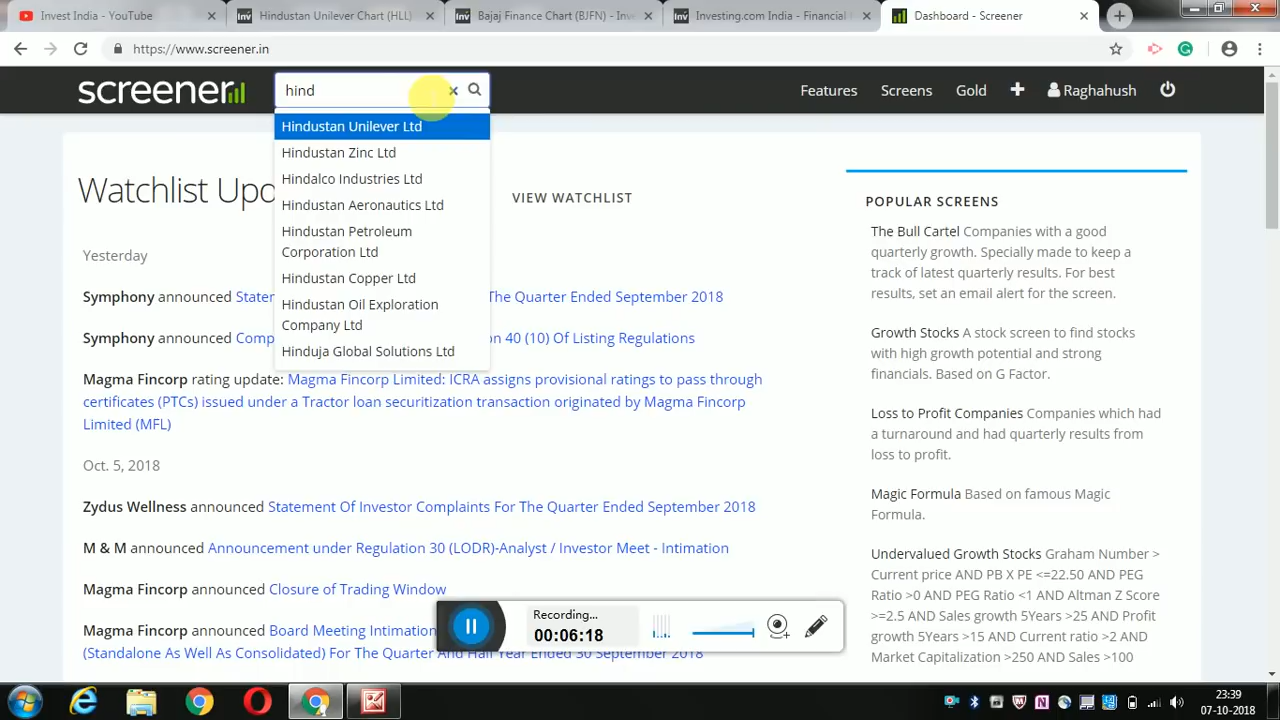 Invest India - YouTube
Hindustan Unilever Chart (HLL)
Bajaj Finance Chart (BJFN) - Inve
Investing.com India - Financial
Dashboard - Screener
https://www.screener.in
screener
hind
Features
Screens
Gold
Raghahush
Hindustan Unilever Ltd
Hindustan Zinc Ltd
Hindalco Industries Ltd
Hindustan Aeronautics Ltd
Hindustan Petroleum
Corporation Ltd
Hindustan Copper Ltd
Hindustan Oil Exploration
Company Ltd
Hinduja Global Solutions Ltd
Watchlist Upd
VIEW WATCHLIST
Yesterday
Symphony announced State The Quarter Ended September 2018
Symphony announced Comp on 40 (10) Of Listing Regulations
Magma Fincorp rating update: Magma Fincorp Limited: ICRA assigns provisional ratings to pass through
certificates (PTCs) issued under a Tractor loan securitization transaction originated by Magma Fincorp
Limited (MFL)
Oct. 5, 2018
Zydus Wellness announced Statement Of Investor Complaints For The Quarter Ended September 2018
M & M announced Announcement under Regulation 30 (LODR)-Analyst / Investor Meet - Intimation
Magma Fincorp announced Closure of Trading Window
Magma Fincorp announced Board Meeting Intimation
(Standalone As Well As Consolidated) For The Quarter And Half Year Ended 30 September 2018
POPULAR SCREENS
The Bull Cartel Companies with a good
quarterly growth. Specially made to keep a
track of latest quarterly results. For best
results, set an email alert for the screen.
Growth Stocks A stock screen to find stocks
with high growth potential and strong
financials. Based on G Factor.
Loss to Profit Companies Companies which had
a turnaround and had quarterly results from
loss to profit.
Magic Formula Based on famous Magic
Formula.
Undervalued Growth Stocks Graham Number >
Current price AND PB X PE <=22.50 AND PEG
Ratio >0 AND PEG Ratio <1 AND Altman Z Score
>=2.5 AND Sales growth 5Years >25 AND Profit
growth 5Years >15 AND Current ratio >2 AND
Market Capitalization >250 AND Sales >100
Recording...
00:06:18
23:39
07-10-2018